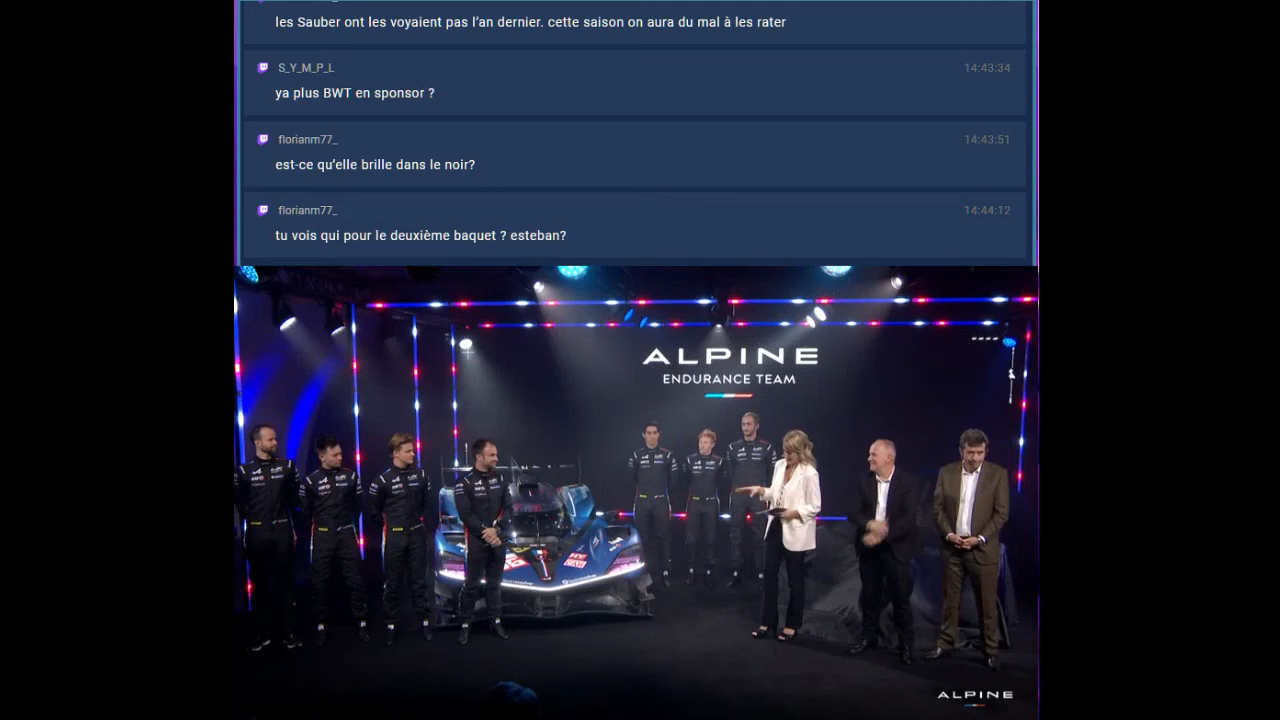 les Sauber ont les voyaient pas l'an dernier. cette saison on aura du mal à les rater
S_Y_M_P_L 14:43:34
ya plus BWT en sponsor ?
florianm77_ 14:43:51
est-ce qu'elle brille dans le noir?
florianm77_ 14:44:12
tu vois qui pour le deuxième baquet ? esteban?
ALPINE
ENDURANCE TEAM
ALPINE